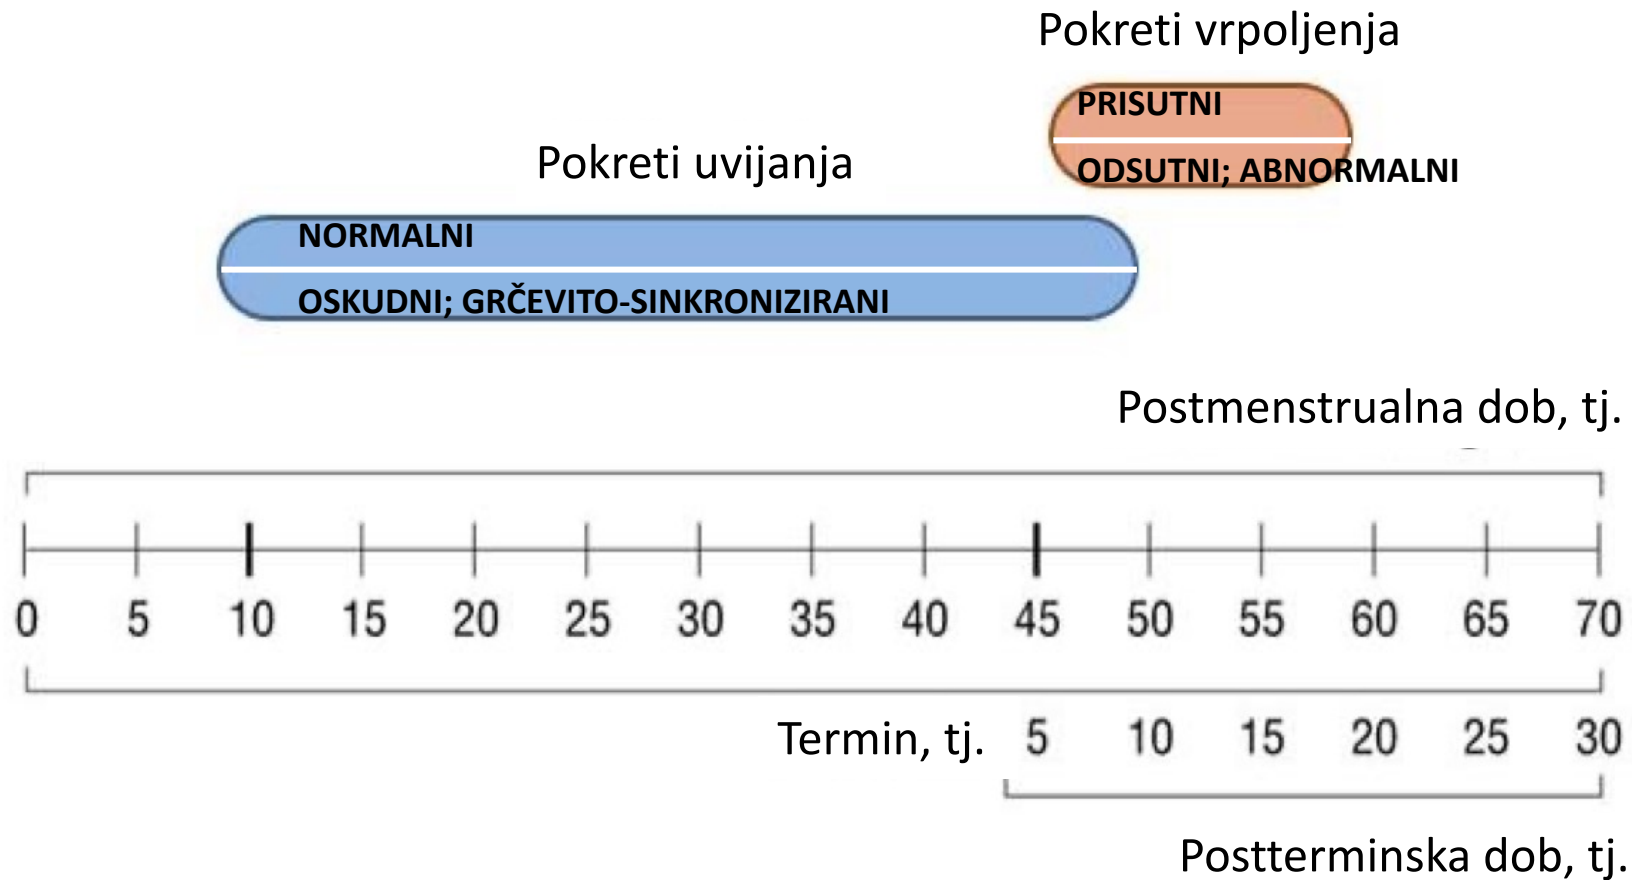 Pokreti vrpoljenja
PRISUTNI
ODSUTNI; ABNORMALNI
Pokreti uvijanja
NORMALNI
OSKUDNI; GRČEVITO-SINKRONIZIRANI
Postmenstrualna dob, tj.
0 5 10 15 20 25 30 35 40 45 50 55 60 65 70
Termin, tj. 5 10 15 20 25 30
Postterminska dob, tj.